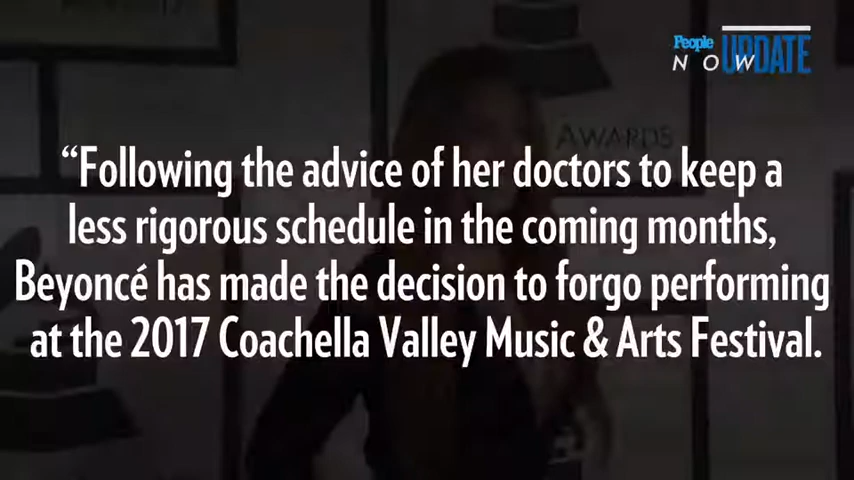 People
NOW UPDATE
AWARDS
“Following the advice of her doctors to keep a
less rigorous schedule in the coming months,
Beyoncé has made the decision to forgo performing
at the 2017 Coachella Valley Music & Arts Festival.